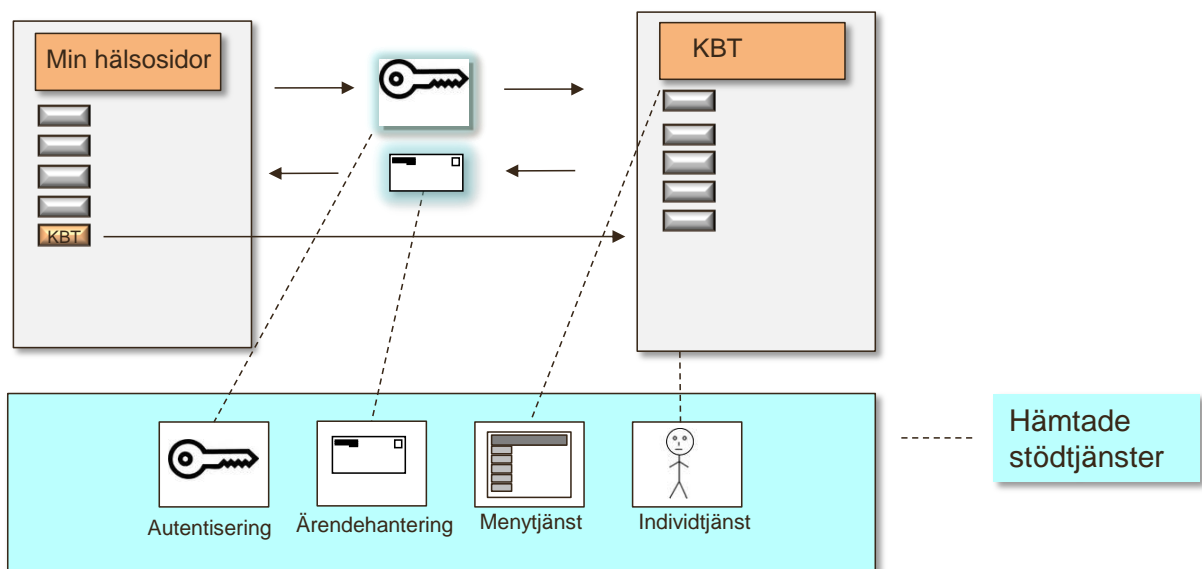 Min hälsosidor
KBT
KBT
Autentisering
Ärendehantering
Menytjänst
Individtjänst
Hämtade
stödtjänster